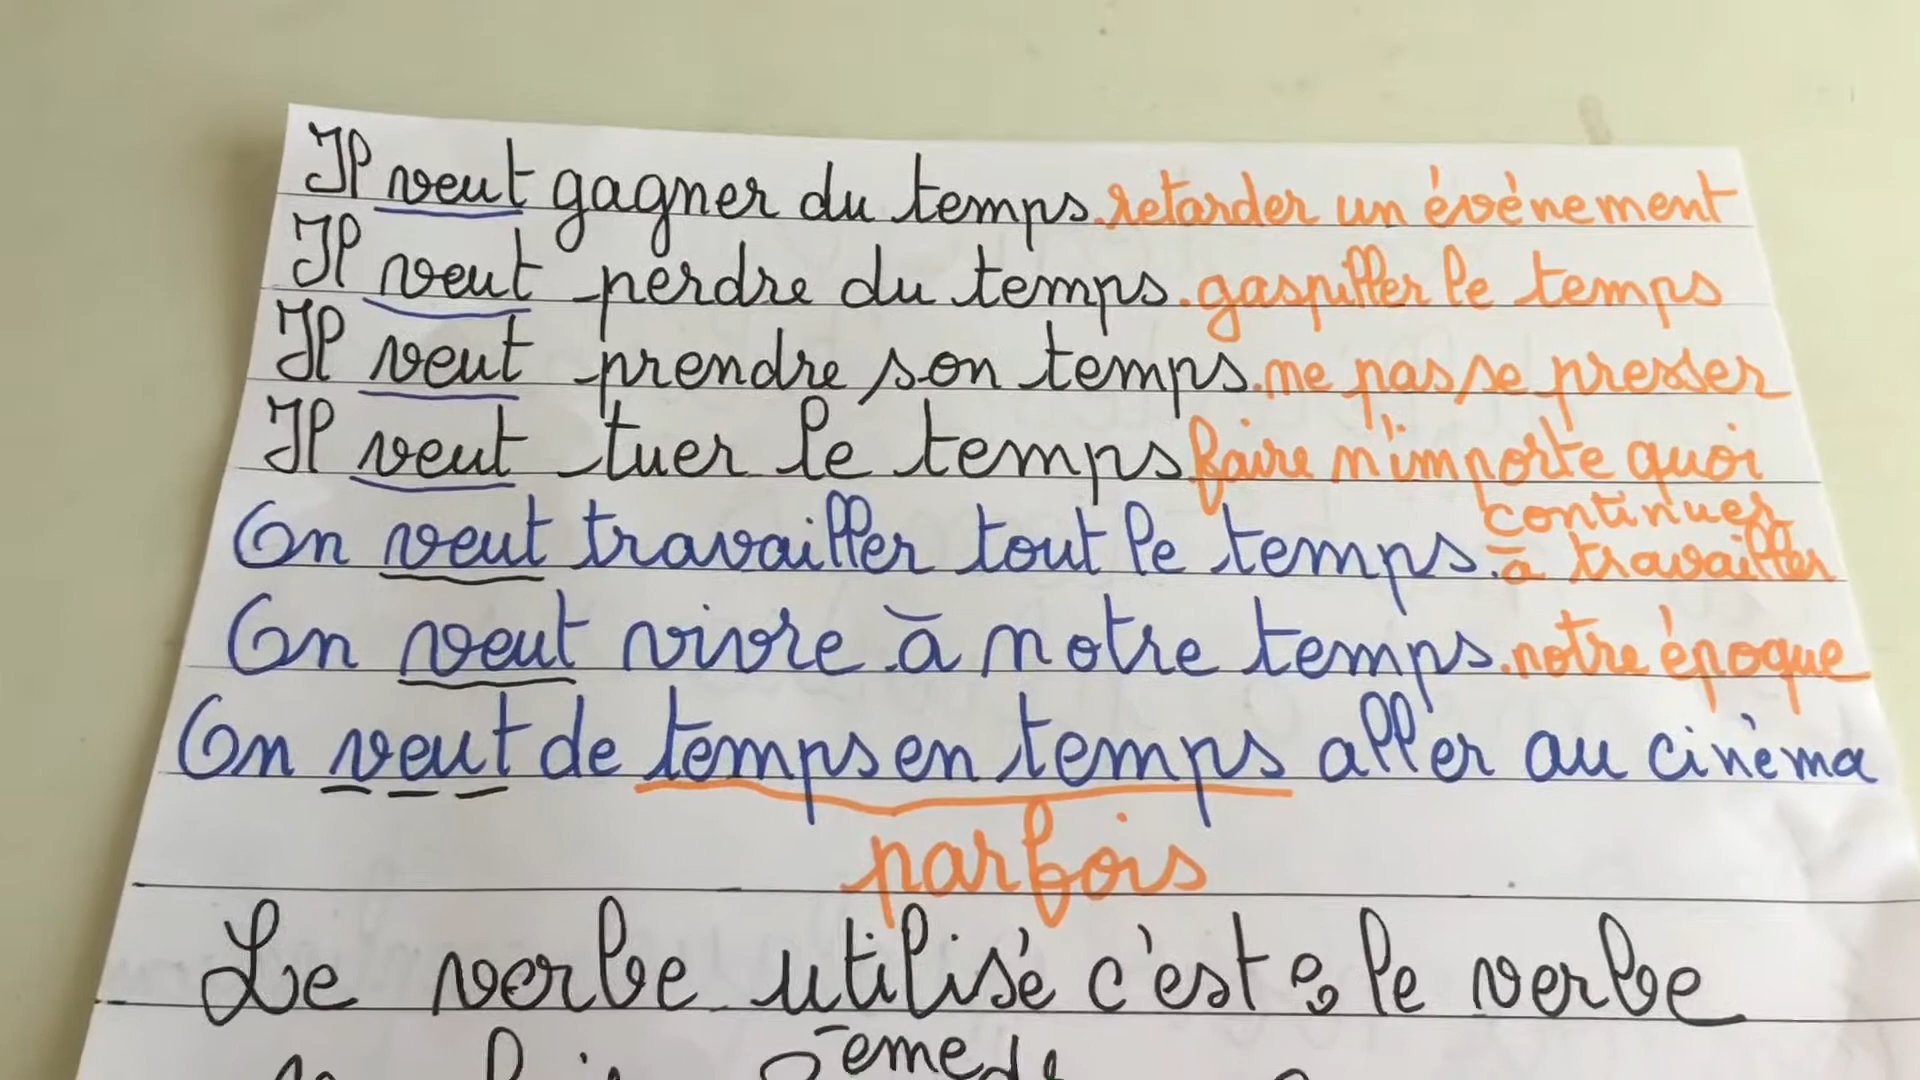 Il veut gagner du temps. retarder un événement
Il veut perdre du temps. gaspiller le temps
Il veut prendre son temps. ne pas se presser
Il veut tuer le temps. faire n'importe quoi
On veut travailler tout le temps. continuer à travailler
On veut vivre à notre temps. notre époque
On veut de temps en temps aller au cinéma
parfois
Le verbe utilisé c'est : le verbe